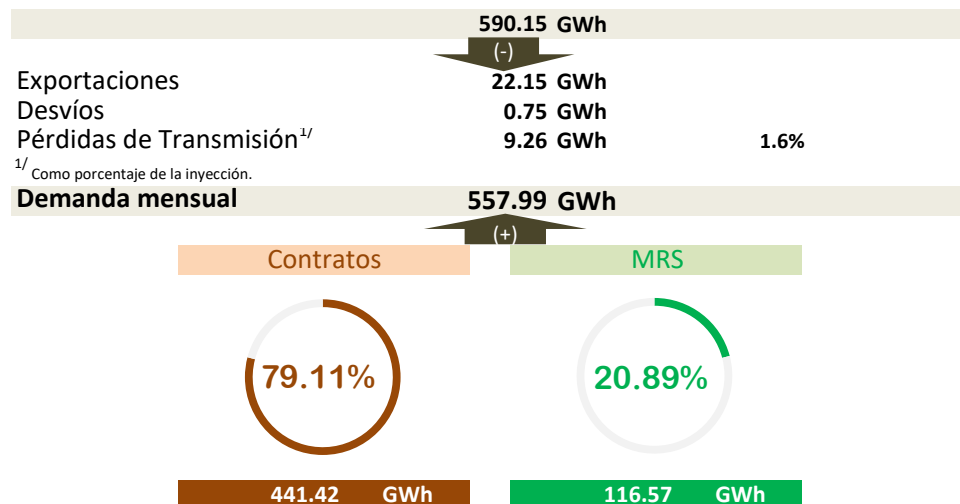 590.15 GWh
(-)
Exportaciones 22.15 GWh
Desvíos 0.75 GWh
Pérdidas de Transmisión 1/ 9.26 GWh 1.6%
1/ Como porcentaje de la inyección.
Demanda mensual 557.99 GWh
(+)
Contratos MRS
79.11% 20.89%
441.42 GWh 116.57 GWh